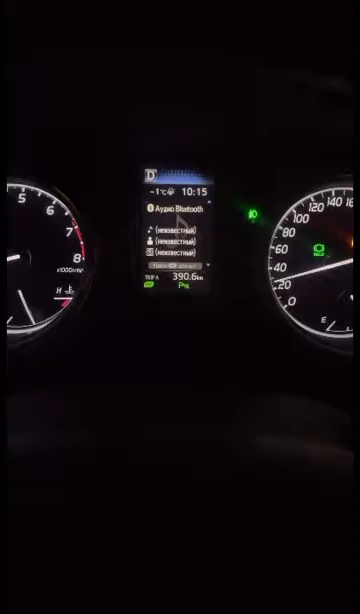 D
-1°C 10:15
Аудио Bluetooth
(неизвестный)
(неизвестный)
(неизвестный)
TRIP A 390.6km
5
6
7
8
x1000r/min
H
0
20
40
60
80
100
120
140
HOLD
E